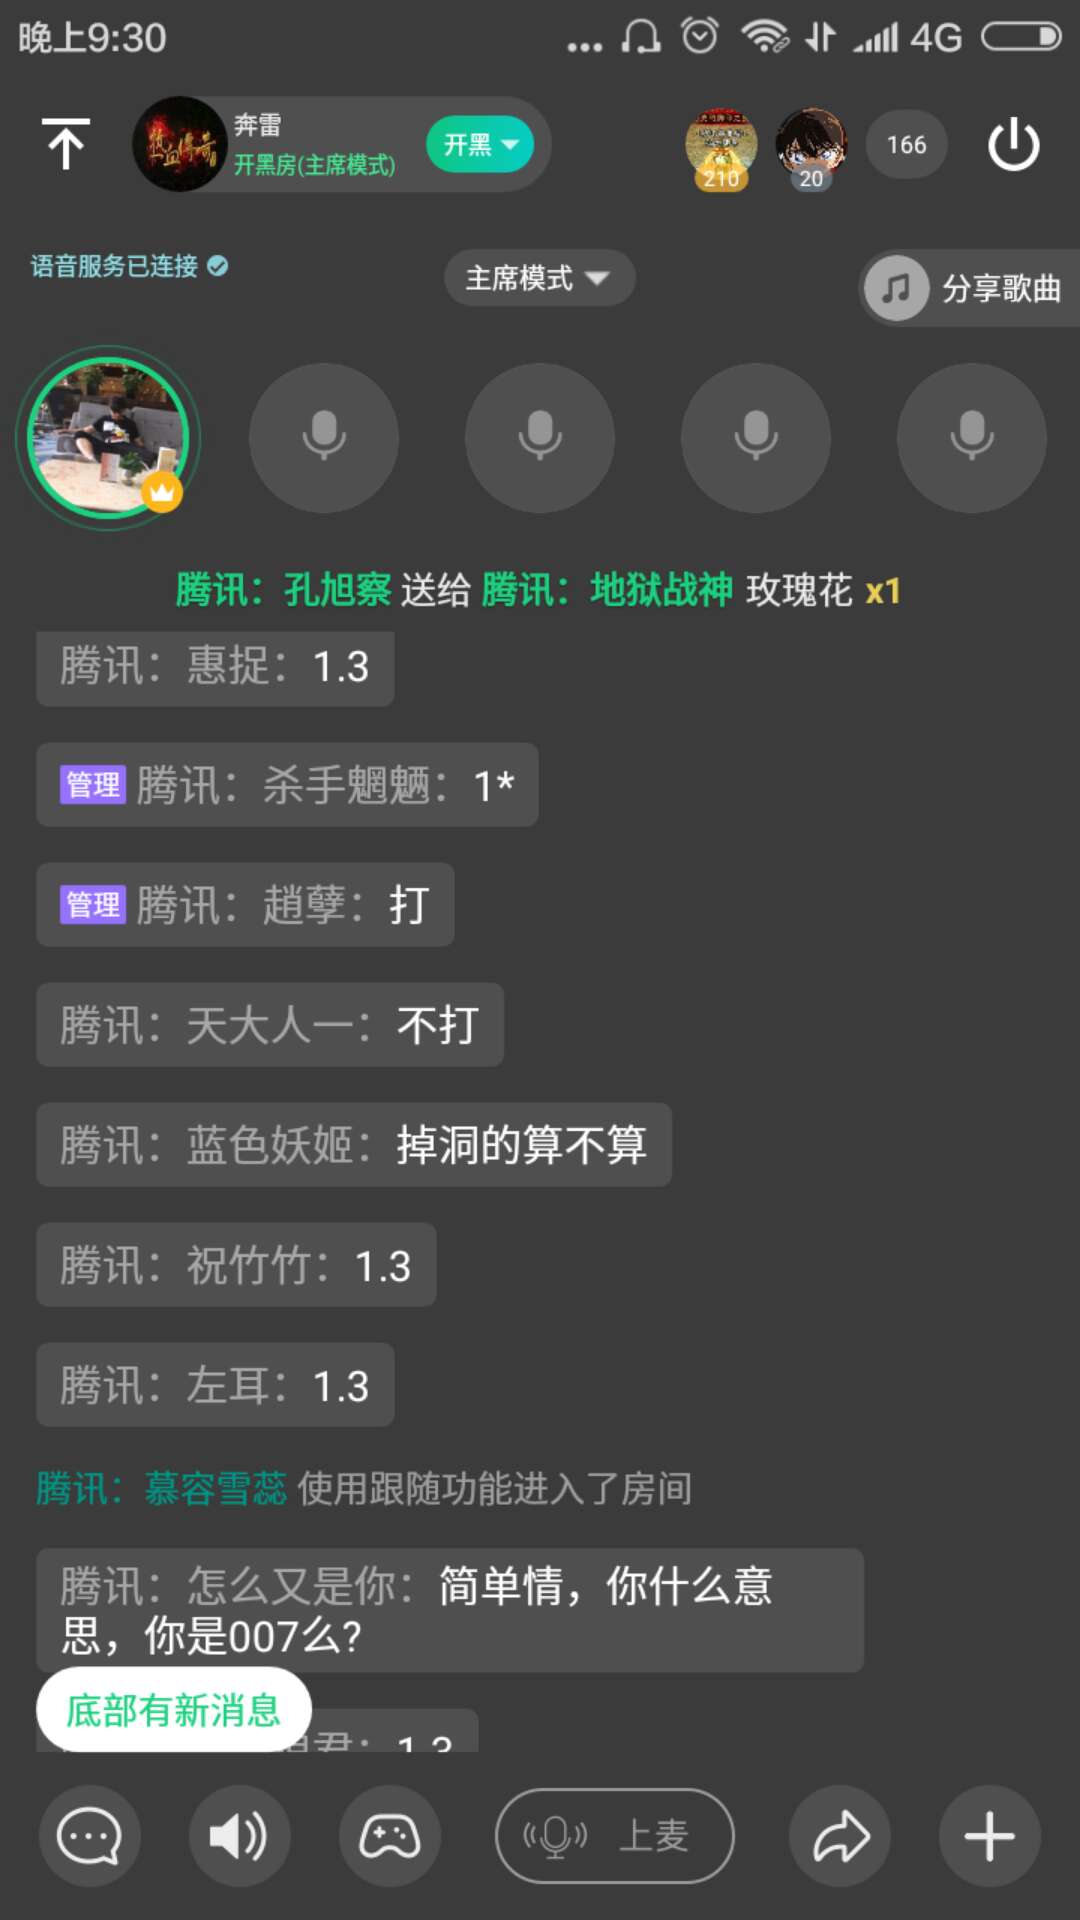 晚上9:30
4G
热血传奇
奔雷
开黑房(主席模式)
开黑
210
20
166
语音服务已连接
主席模式
分享歌曲
腾讯：孔旭察 送给 腾讯：地狱战神 玫瑰花 x1
腾讯：惠捉：1.3
管理 腾讯：杀手魍魉：1*
管理 腾讯：趙孽：打
腾讯：天大人一：不打
腾讯：蓝色妖姬：掉洞的算不算
腾讯：祝竹竹：1.3
腾讯：左耳：1.3
腾讯：慕容雪蕊 使用跟随功能进入了房间
腾讯：怎么又是你：简单情，你什么意
思，你是007么?
底部有新消息
君：1.3
上麦